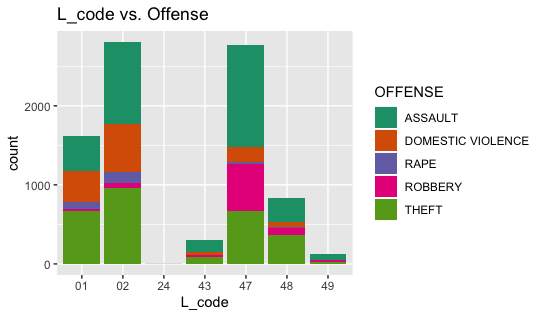 L_code vs. Offense
count
2000
1000
0
01 02 24 43 47 48 49
L_code
OFFENSE
ASSAULT
DOMESTIC VIOLENCE
RAPE
ROBBERY
THEFT